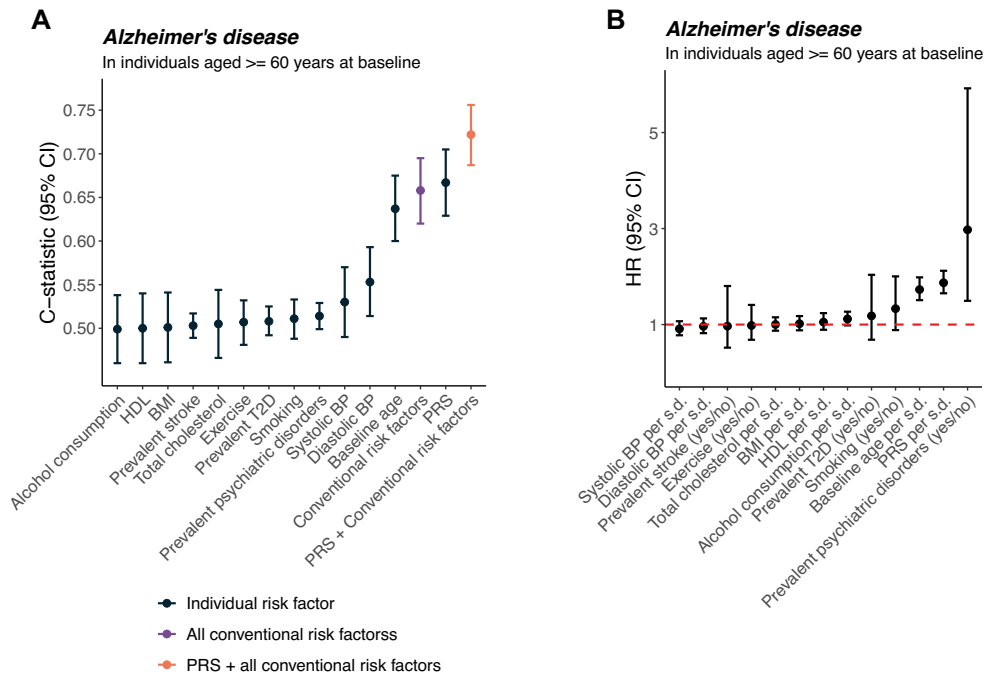 A
Alzheimer's disease
In individuals aged >= 60 years at baseline
C−statistic (95% CI)
0.75
0.70
0.65
0.60
0.55
0.50
Alcohol consumption
HDL
BMI
Prevalent stroke
Total cholesterol
Exercise
Prevalent T2D
Smoking
Prevalent psychiatric disorders
Systolic BP
Diastolic BP
Baseline age
Conventional risk factors
PRS
PRS + Conventional risk factors
Individual risk factor
All conventional risk factorss
PRS + all conventional risk factors
B
Alzheimer's disease
In individuals aged >= 60 years at baseline
HR (95% CI)
5
3
1
Systolic BP per s.d.
Diastolic BP per s.d.
Prevalent stroke (yes/no)
Exercise (yes/no)
Total cholesterol per s.d.
BMI per s.d.
HDL per s.d.
Alcohol consumption per s.d.
Prevalent T2D (yes/no)
Smoking (yes/no)
Baseline age per s.d.
PRS per s.d.
Prevalent psychiatric disorders (yes/no)